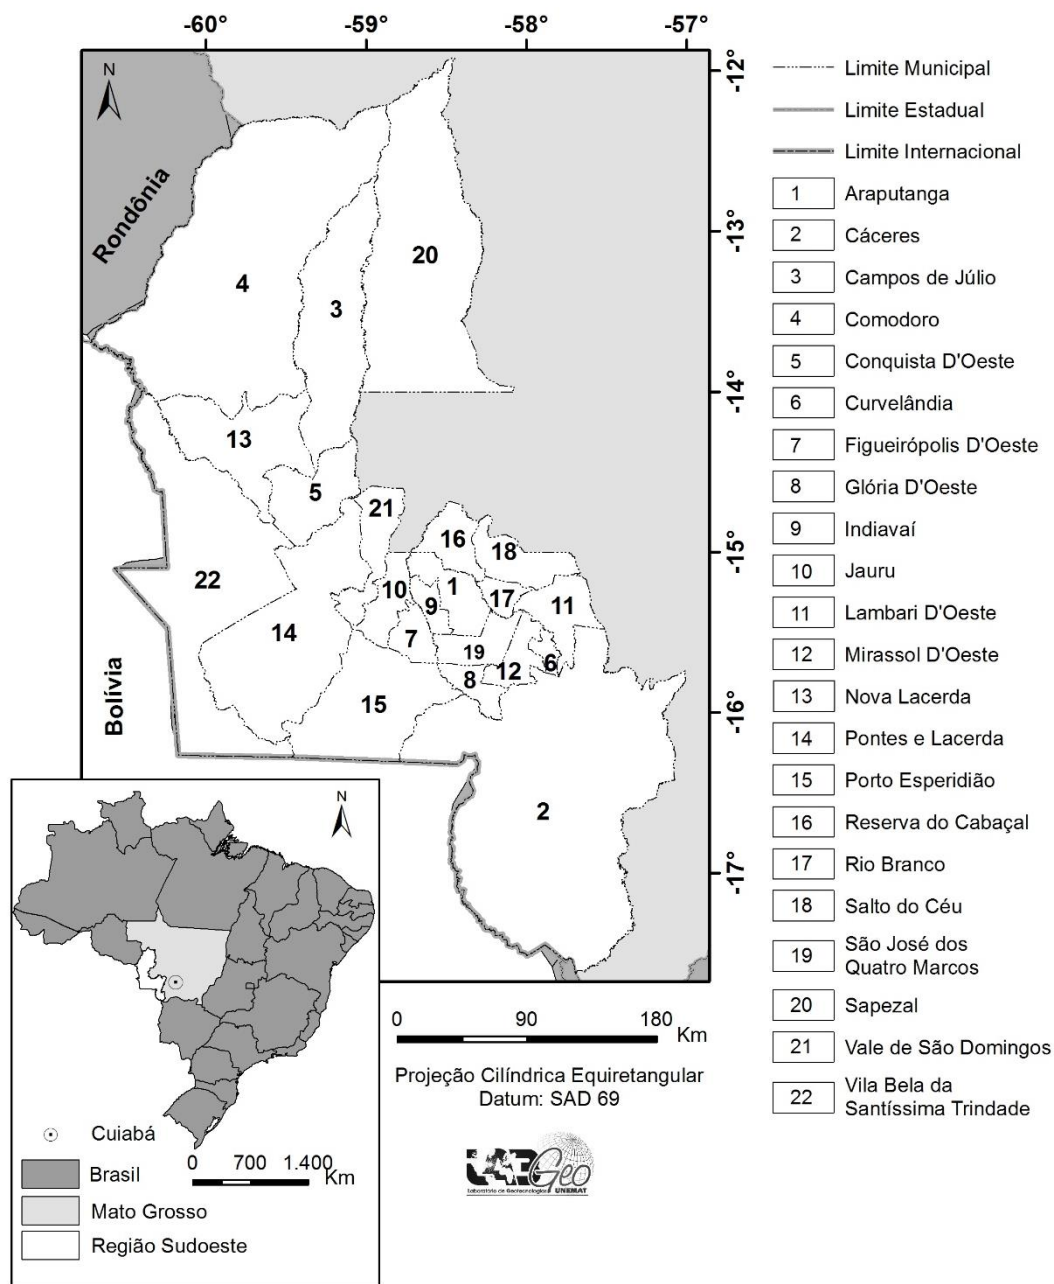 -60° -59° -58° -57°
N
-12°
-13°
-14°
-15°
-16°
-17°
Rondônia
Bolívia
4
3
20
13
5
21
16
18
22
10
1
17
11
9
14
7
19
6
12
8
15
2
Limite Municipal
Limite Estadual
Limite Internacional
1 Araputanga
2 Cáceres
3 Campos de Júlio
4 Comodoro
5 Conquista D'Oeste
6 Curvelândia
7 Figueirópolis D'Oeste
8 Glória D'Oeste
9 Indiavaí
10 Jauru
11 Lambari D'Oeste
12 Mirassol D'Oeste
13 Nova Lacerda
14 Pontes e Lacerda
15 Porto Esperidião
16 Reserva do Cabaçal
17 Rio Branco
18 Salto do Céu
19 São José dos
Quatro Marcos
20 Sapezal
21 Vale de São Domingos
22 Vila Bela da
Santíssima Trindade
N
Cuiabá
Brasil
Mato Grosso
Região Sudoeste
0 700 1.400
Km
0 90 180
Km
Projeção Cilíndrica Equiretangular
Datum: SAD 69
Geo
Laboratório de Geotecnologias UNEMAT